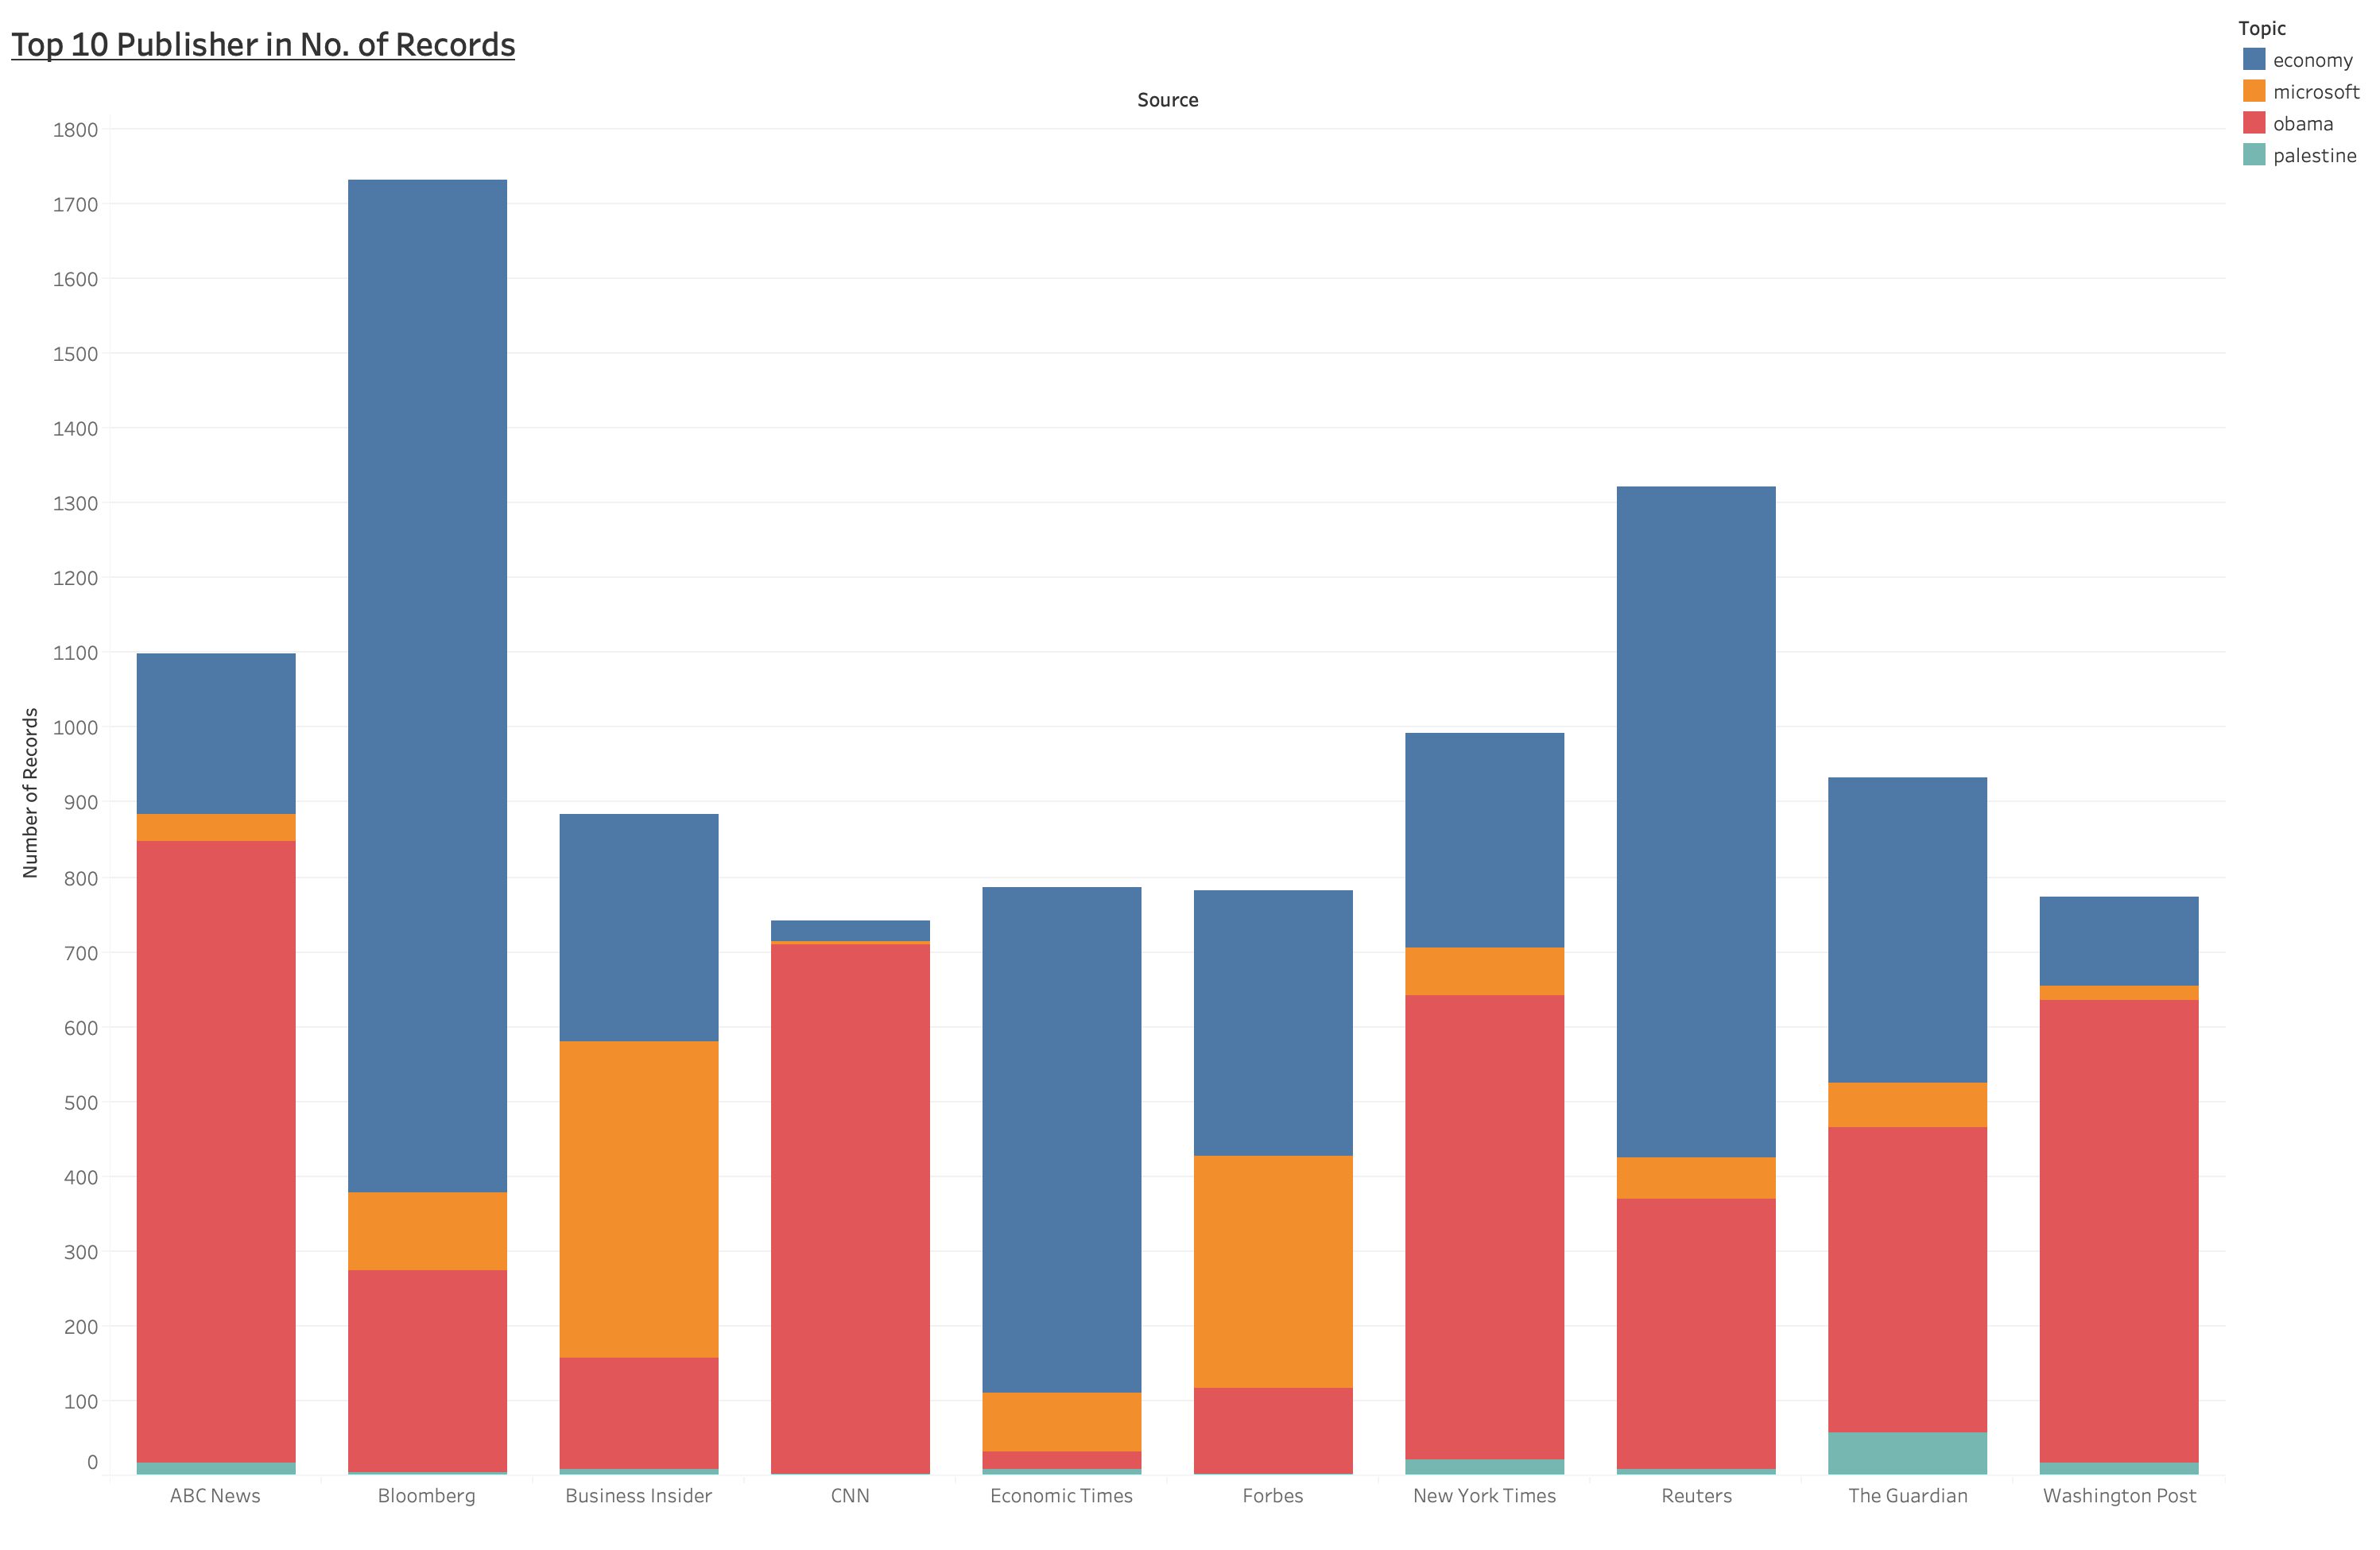 Top 10 Publisher in No. of Records
Topic
economy
microsoft
obama
palestine
Source
Number of Records
1800
1700
1600
1500
1400
1300
1200
1100
1000
900
800
700
600
500
400
300
200
100
0
ABC News
Bloomberg
Business Insider
CNN
Economic Times
Forbes
New York Times
Reuters
The Guardian
Washington Post